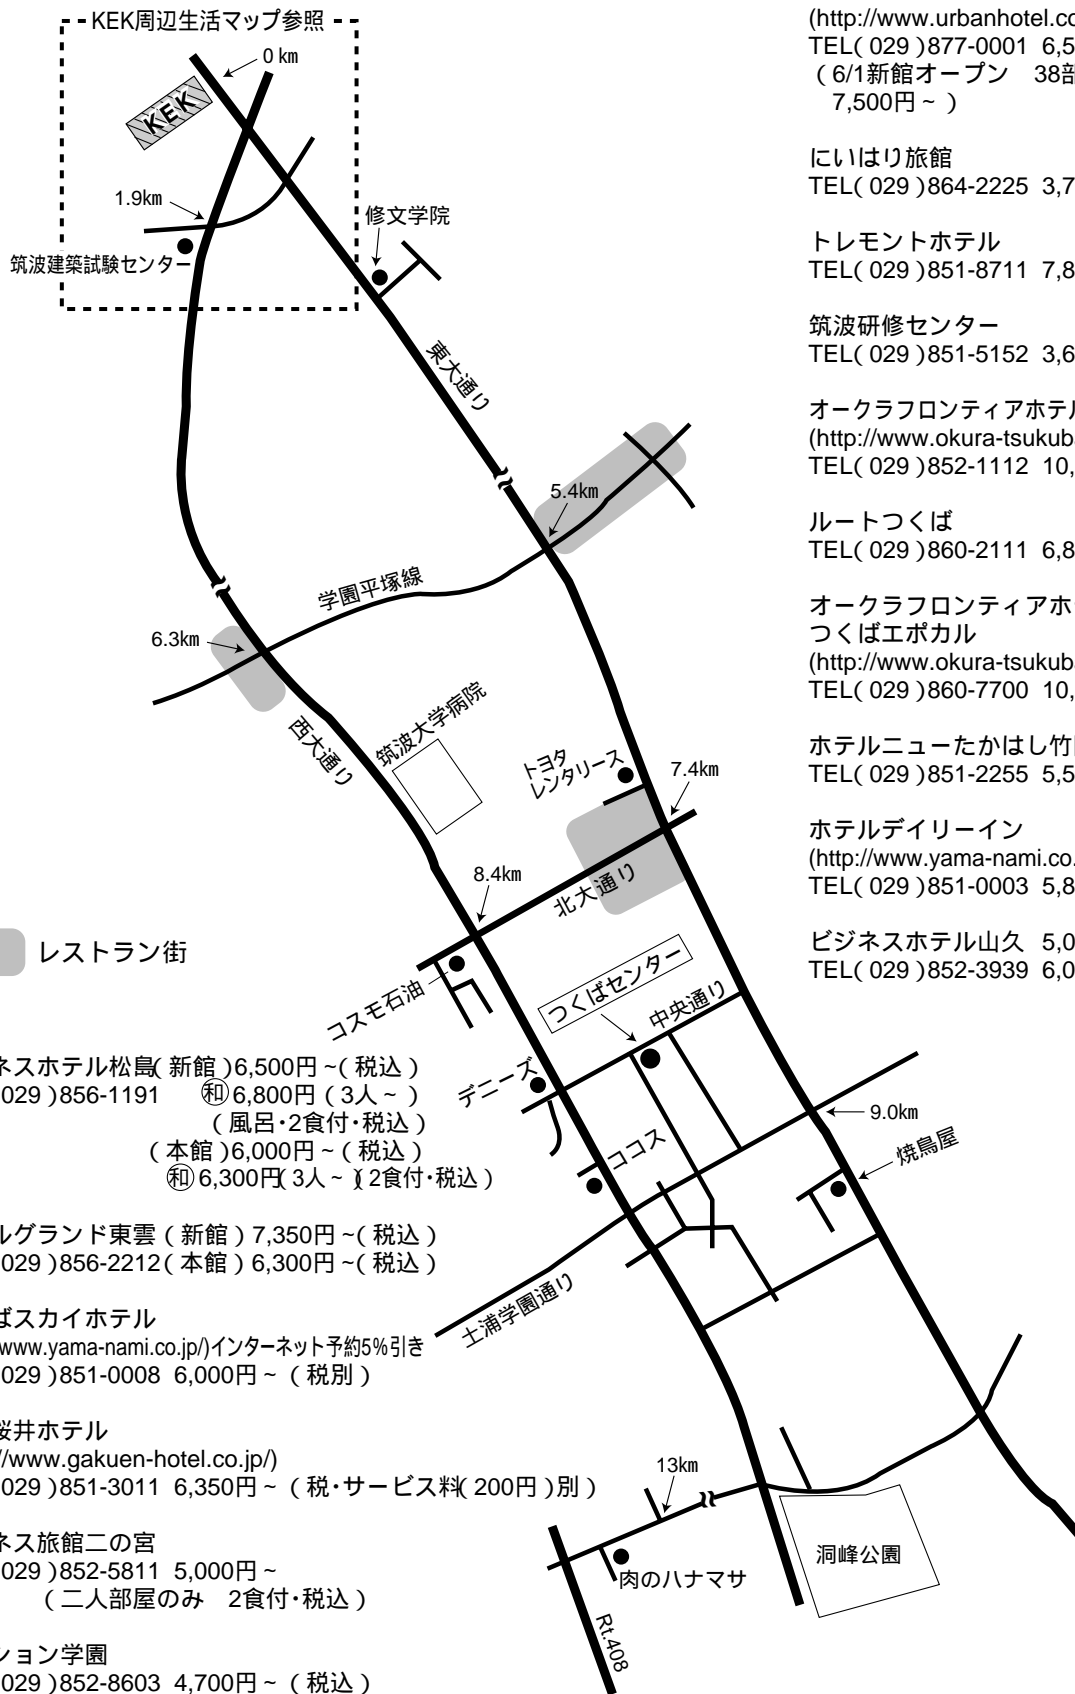 KEK周辺生活マップ参照
0 km
KEK
1.9km
筑波建築試験センター
修文学院
東大通り
5.4km
学園平塚線
6.3km
西大通り
筑波大学病院
トヨタ
レンタリース
7.4km
北大通り
8.4km
レストラン街
コスモ石油
つくばセンター
中央通り
デニーズ
ココス
9.0km
焼鳥屋
土浦学園通り
13km
洞峰公園
肉のハナマサ
Rt.408
ネスホテル松島(新館)6,500円~(税込)
029)856-1191 ㊒6,800円(3人~)
(風呂・2食付・税込)
(本館)6,000円~(税込)
㊒6,300円(3人~)(2食付・税込)
ルグランド東雲(新館)7,350円~(税込)
029)856-2212(本館)6,300円~(税込)
ばスカイホテル
www.yama-nami.co.jp/)インターネット予約5%引き
029)851-0008 6,000円~(税別)
桜井ホテル
//www.gakuen-hotel.co.jp/)
029)851-3011 6,350円~(税・サービス料(200円)別)
ネス旅館二の宮
029)852-5811 5,000円~
(二人部屋のみ 2食付・税込)
ション学園
029)852-8603 4,700円~(税込)
(http://www.urbanhotel.co
TEL(029)877-0001 6,5
(6/1新館オープン 38部
7,500円~)
にいはり旅館
TEL(029)864-2225 3,7
トレモントホテル
TEL(029)851-8711 7,8
筑波研修センター
TEL(029)851-5152 3,6
オークラフロンティアホテル
(http://www.okura-tsukub
TEL(029)852-1112 10,
ルートつくば
TEL(029)860-2111 6,8
オークラフロンティアホ
つくばエポカル
(http://www.okura-tsukub
TEL(029)860-7700 10,
ホテルニューたかはし竹
TEL(029)851-2255 5,5
ホテルデイリーイン
(http://www.yama-nami.co.
TEL(029)851-0003 5,8
ビジネスホテル山久 5,0
TEL(029)852-3939 6,0